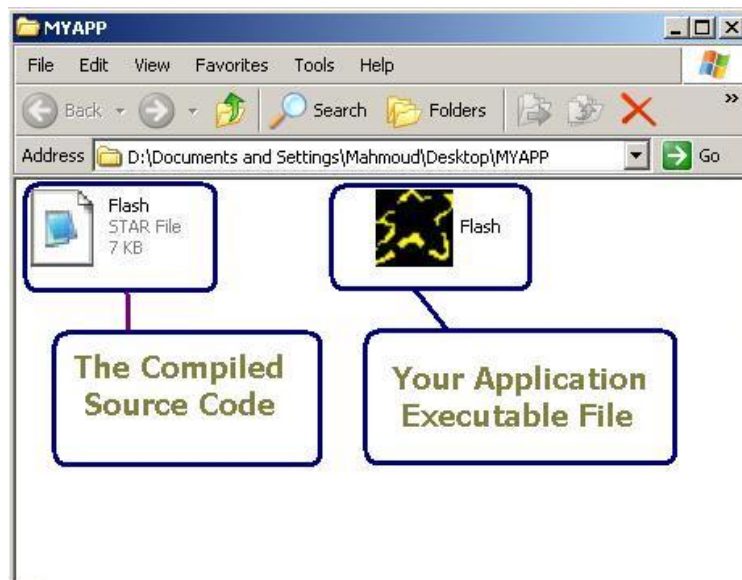 MYAPP
File Edit View Favorites Tools Help
Back Search Folders »
Address D:\Documents and Settings\Mahmoud\Desktop\MYAPP Go
Flash
STAR File
7 KB
Flash
The Compiled
Source Code
Your Application
Executable File